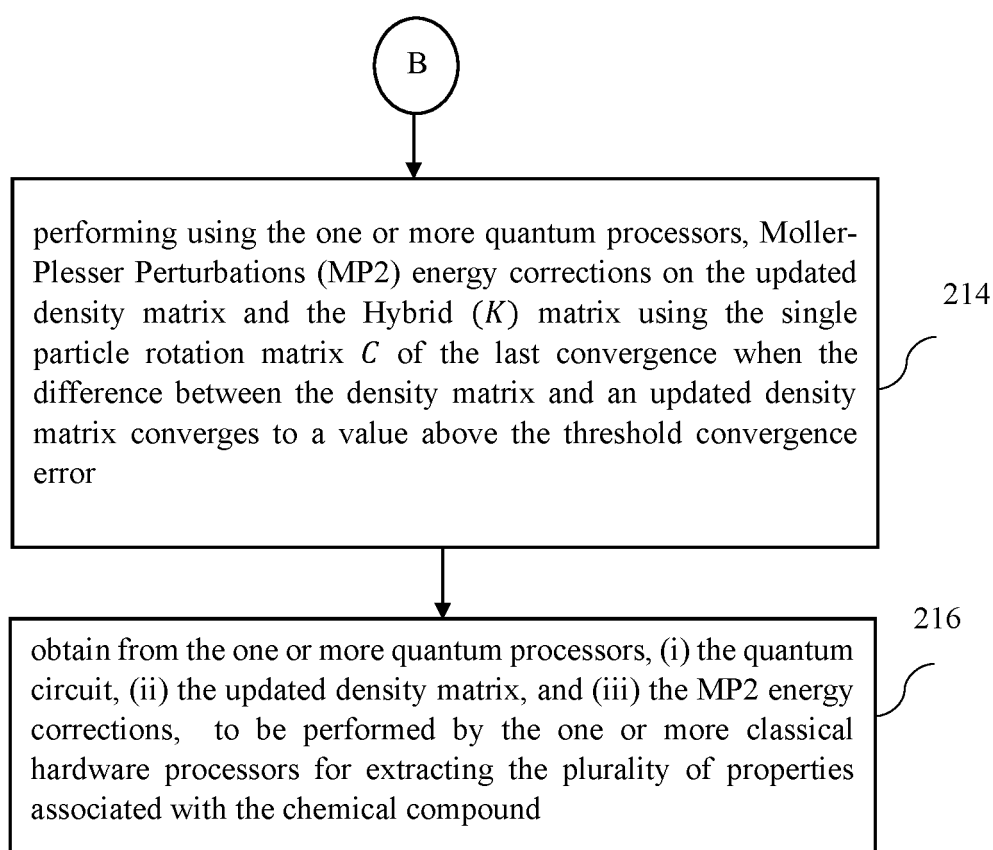 B
performing using the one or more quantum processors, Moller-
Plesser Perturbations (MP2) energy corrections on the updated
density matrix and the Hybrid (K) matrix using the single
particle rotation matrix C of the last convergence when the
difference between the density matrix and an updated density
matrix converges to a value above the threshold convergence
error
214
obtain from the one or more quantum processors, (i) the quantum
circuit, (ii) the updated density matrix, and (iii) the MP2 energy
corrections, to be performed by the one or more classical
hardware processors for extracting the plurality of properties
associated with the chemical compound
216